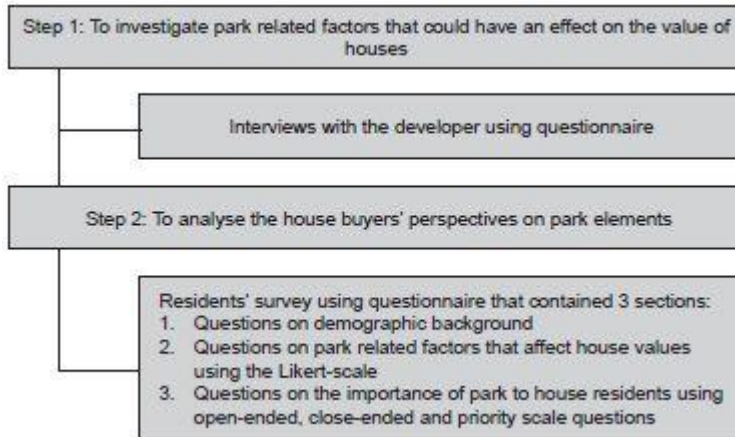 Step 1: To investigate park related factors that could have an effect on the value of
houses
Interviews with the developer using questionnaire
Step 2: To analyse the house buyers' perspectives on park elements
Residents' survey using questionnaire that contained 3 sections:
1. Questions on demographic background
2. Questions on park related factors that affect house values
using the Likert-scale
3. Questions on the importance of park to house residents using
open-ended, close-ended and priority scale questions